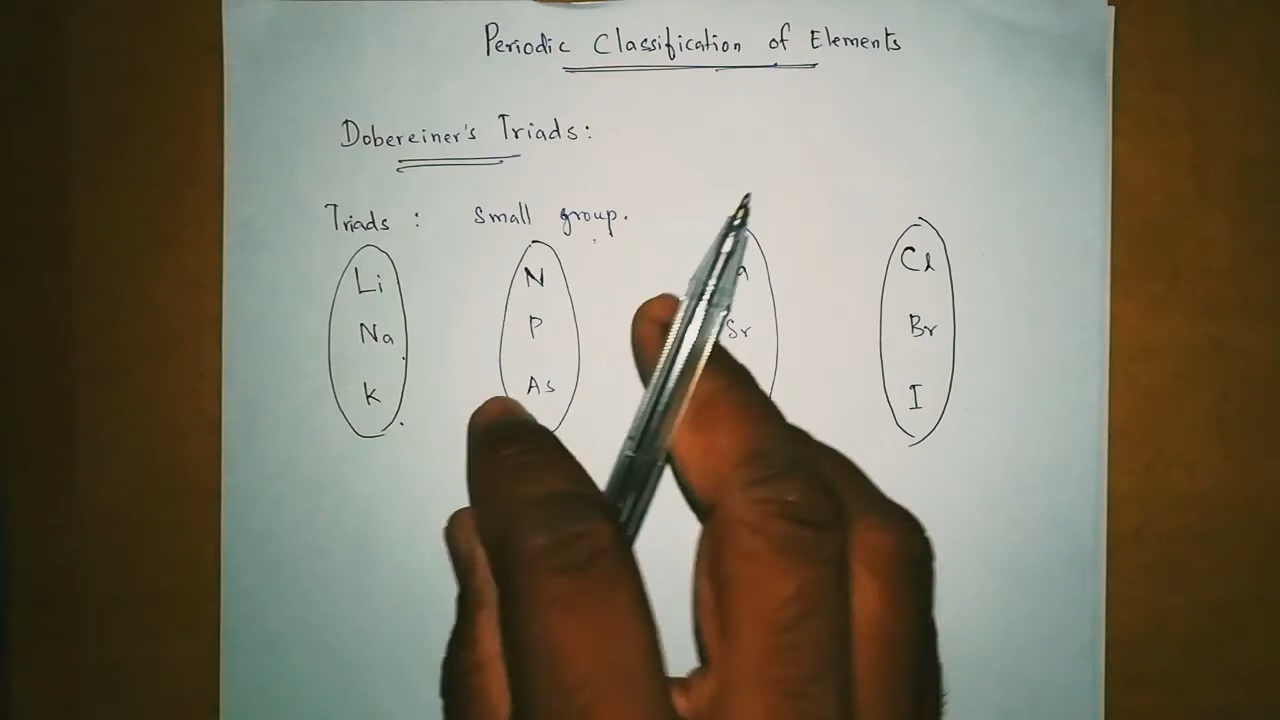 Periodic Classification of Elements
Dobereiner's Triads:
Triads : Small group.
Li N Cl
Na P Sr Br
K As I